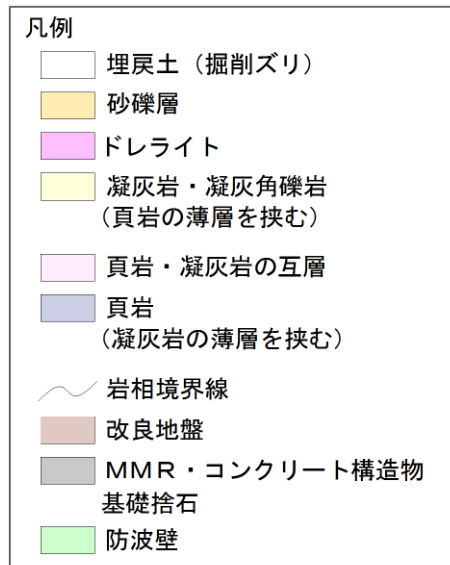 凡例
埋戻土（掘削ズリ）
砂礫層
ドレライト
凝灰岩・凝灰角礫岩
(頁岩の薄層を挟む)
頁岩・凝灰岩の互層
頁岩
(凝灰岩の薄層を挟む)
岩相境界線
改良地盤
ＭＭＲ・コンクリート構造物
基礎捨石
防波壁